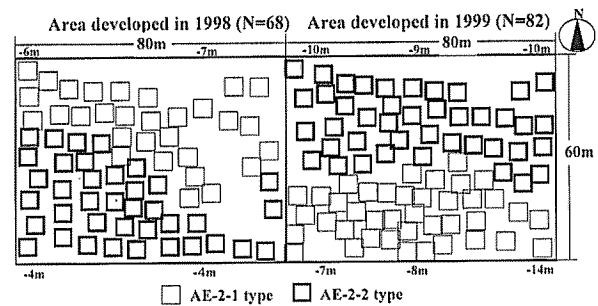 Area developed in 1998 (N=68) Area developed in 1999 (N=82)
N
80m 80m
-6m -7m -10m -9m -10m
60m
-4m -4m -7m -8m -14m
AE-2-1 type AE-2-2 type